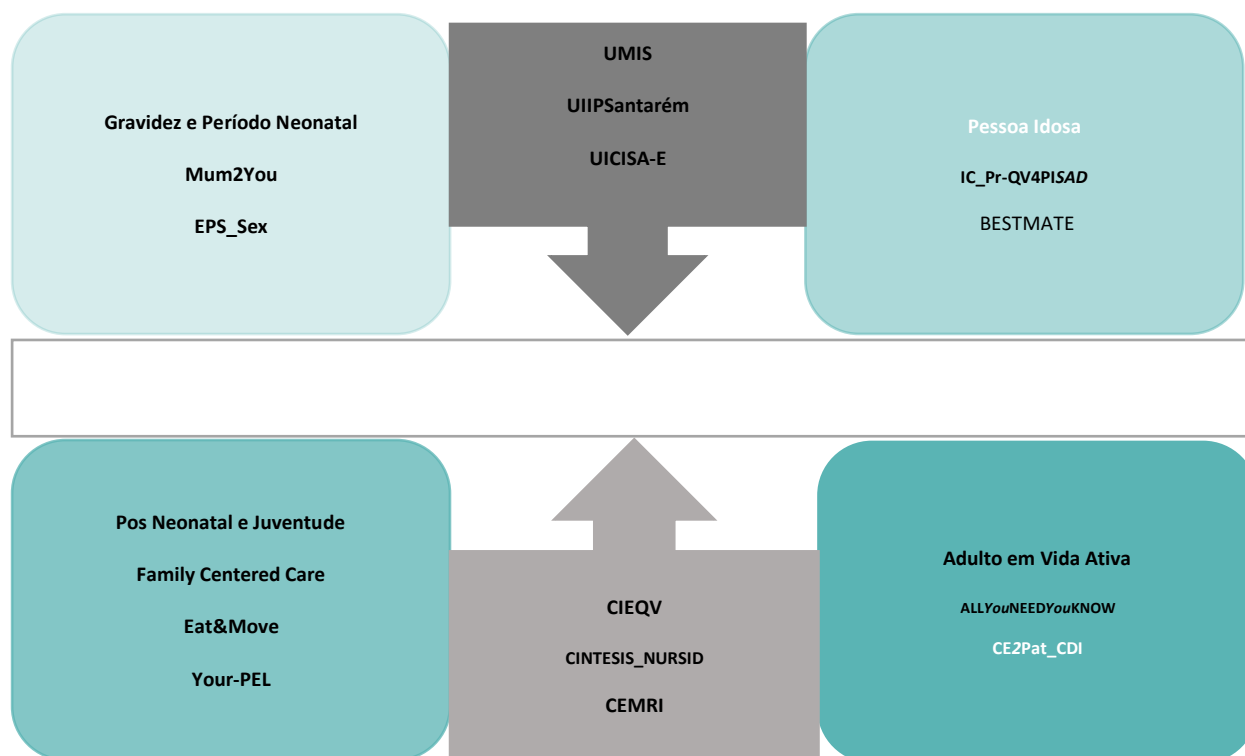 Gravidez e Período Neonatal
Mum2You
EPS_Sex
UMIS
UIIPSantarém
UICISA-E
Pessoa Idosa
IC_Pr-QV4PISAD
BESTMATE
Pos Neonatal e Juventude
Family Centered Care
Eat&Move
Your-PEL
CIEQV
CINTESIS_NURSID
CEMRI
Adulto em Vida Ativa
ALLYouNEEDYouKNOW
CE2Pat_CDI